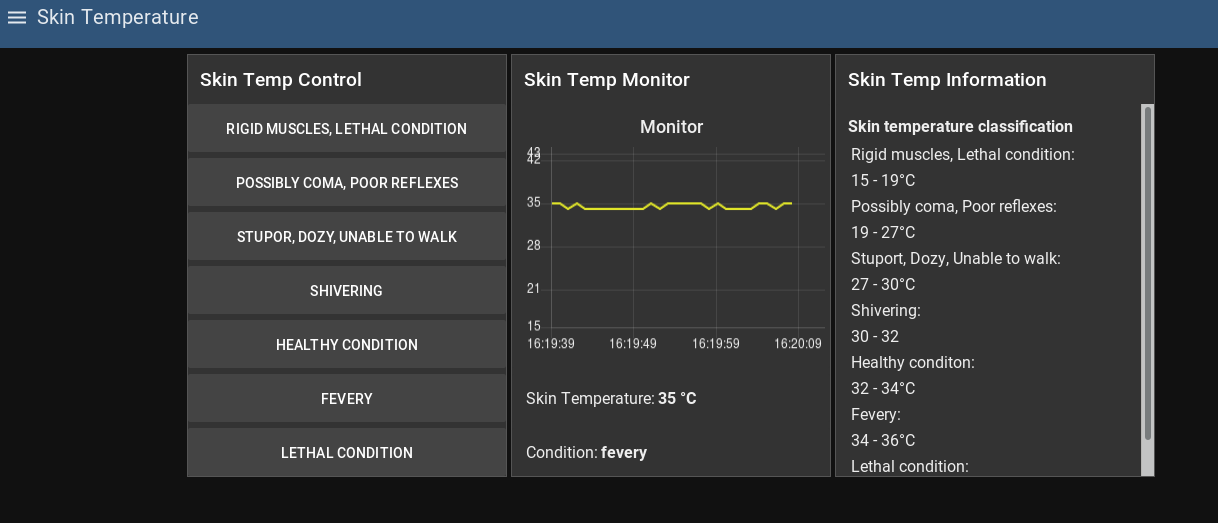 Skin Temperature
Skin Temp Control
RIGID MUSCLES, LETHAL CONDITION
POSSIBLY COMA, POOR REFLEXES
STUPOR, DOZY, UNABLE TO WALK
SHIVERING
HEALTHY CONDITION
FEVERY
LETHAL CONDITION
Skin Temp Monitor
Monitor
43
42
35
28
21
15
16:19:39 16:19:49 16:19:59 16:20:09
Skin Temperature: 35 °C
Condition: fevery
Skin Temp Information
Skin temperature classification
Rigid muscles, Lethal condition:
15 - 19°C
Possibly coma, Poor reflexes:
19 - 27°C
Stuport, Dozy, Unable to walk:
27 - 30°C
Shivering:
30 - 32
Healthy conditon:
32 - 34°C
Fevery:
34 - 36°C
Lethal condition: